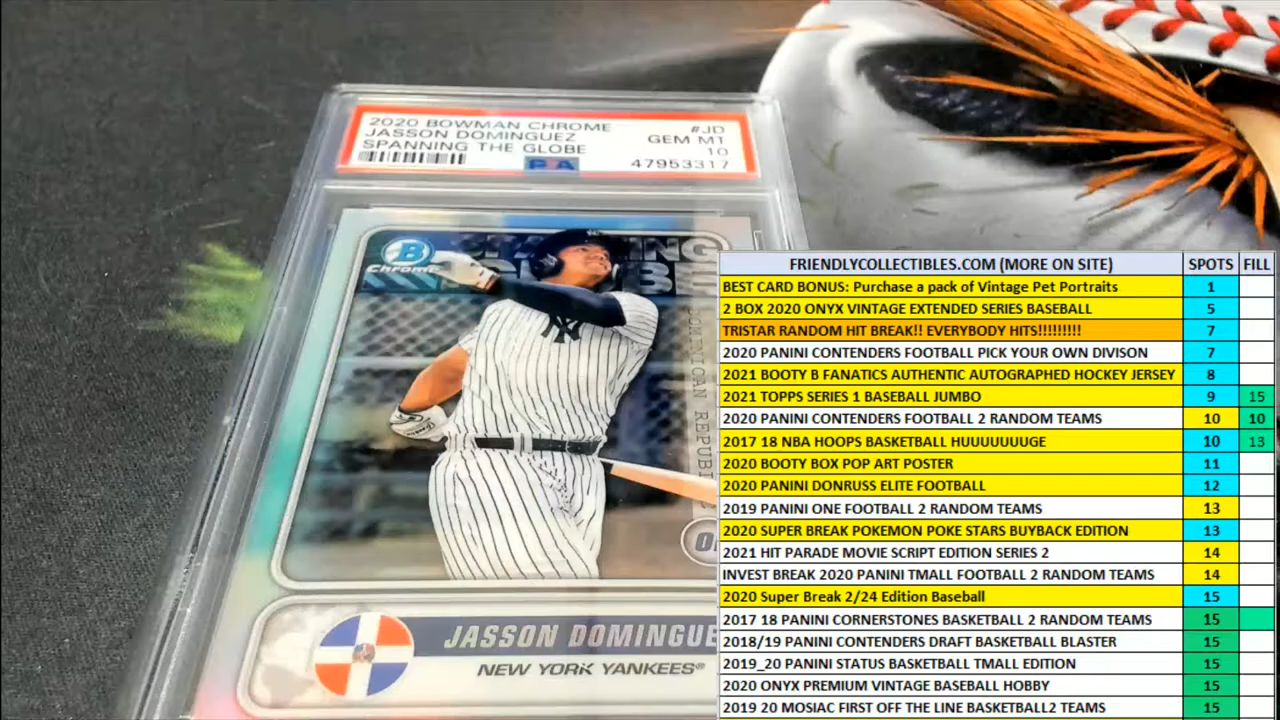 2020 BOWMAN CHROME #JD
JASSON DOMINGUEZ GEM MT
SPANNING THE GLOBE 10
PSA 47953317
B
Chrome
NY
JASSON DOMINGUE
NEW YORK YANKEES®
FRIENDLYCOLLECTIBLES.COM (MORE ON SITE) SPOTS FILL
BEST CARD BONUS: Purchase a pack of Vintage Pet Portraits 1
2 BOX 2020 ONYX VINTAGE EXTENDED SERIES BASEBALL 5
TRISTAR RANDOM HIT BREAK!! EVERYBODY HITS!!!!!!!!! 7
2020 PANINI CONTENDERS FOOTBALL PICK YOUR OWN DIVISON 7
2021 BOOTY B FANATICS AUTHENTIC AUTOGRAPHED HOCKEY JERSEY 8
2021 TOPPS SERIES 1 BASEBALL JUMBO 9 15
2020 PANINI CONTENDERS FOOTBALL 2 RANDOM TEAMS 10 10
2017 18 NBA HOOPS BASKETBALL HUUUUUUUGE 10 13
2020 BOOTY BOX POP ART POSTER 11
2020 PANINI DONRUSS ELITE FOOTBALL 12
2019 PANINI ONE FOOTBALL 2 RANDOM TEAMS 13
2020 SUPER BREAK POKEMON POKE STARS BUYBACK EDITION 13
2021 HIT PARADE MOVIE SCRIPT EDITION SERIES 2 14
INVEST BREAK 2020 PANINI TMALL FOOTBALL 2 RANDOM TEAMS 14
2020 Super Break 2/24 Edition Baseball 15
2017 18 PANINI CORNERSTONES BASKETBALL 2 RANDOM TEAMS 15
2018/19 PANINI CONTENDERS DRAFT BASKETBALL BLASTER 15
2019_20 PANINI STATUS BASKETBALL TMALL EDITION 15
2020 ONYX PREMIUM VINTAGE BASEBALL HOBBY 15
2019 20 MOSIAC FIRST OFF THE LINE BASKETBALL2 TEAMS 15